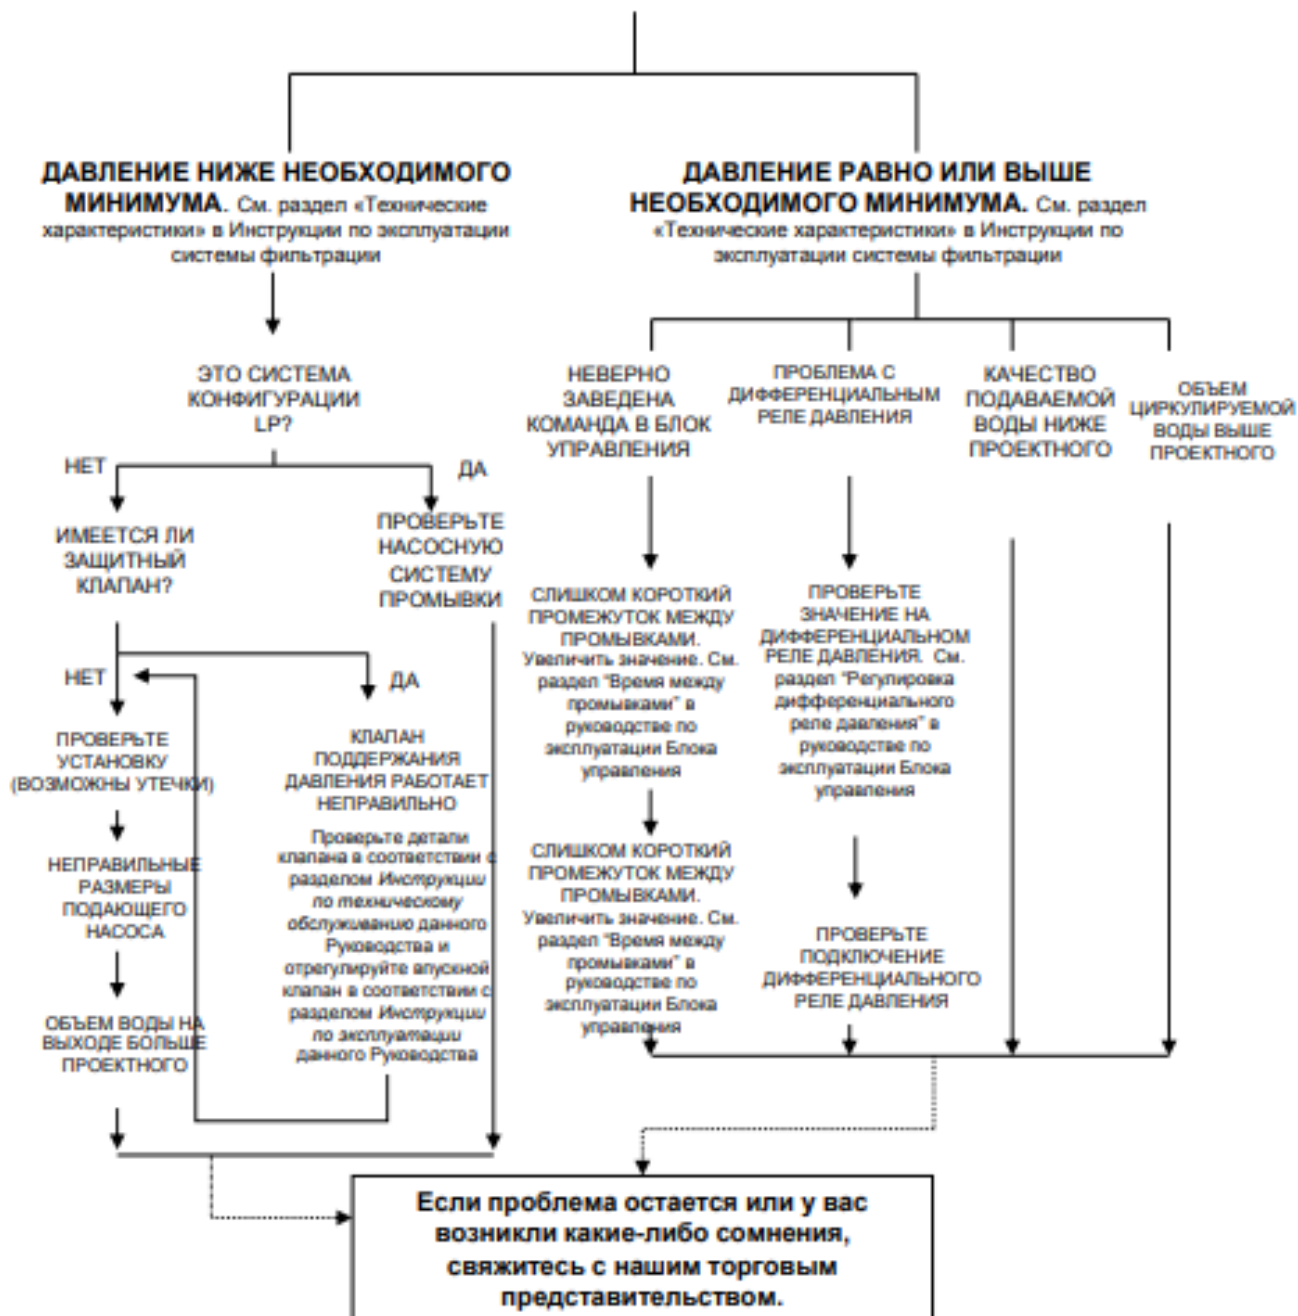 ДАВЛЕНИЕ НИЖЕ НЕОБХОДИМОГО
МИНИМУМА. См. раздел «Технические
характеристики» в Инструкции по эксплуатации
системы фильтрации
ДАВЛЕНИЕ РАВНО ИЛИ ВЫШЕ
НЕОБХОДИМОГО МИНИМУМА. См. раздел
«Технические характеристики» в Инструкции по
эксплуатации системы фильтрации
ЭТО СИСТЕМА
КОНФИГУРАЦИИ
LP?
НЕТ
ДА
ИМЕЕТСЯ ЛИ
ЗАЩИТНЫЙ
КЛАПАН?
ПРОВЕРЬТЕ
НАСОСНУЮ
СИСТЕМУ
ПРОМЫВКИ
НЕТ
ДА
ПРОВЕРЬТЕ
УСТАНОВКУ
(ВОЗМОЖНЫ УТЕЧКИ)
НЕПРАВИЛЬНЫЕ
РАЗМЕРЫ
ПОДАЮЩЕГО
НАСОСА
ОБЪЕМ ВОДЫ НА
ВЫХОДЕ БОЛЬШЕ
ПРОЕКТНОГО
КЛАПАН
ПОДДЕРЖАНИЯ
ДАВЛЕНИЯ РАБОТАЕТ
НЕПРАВИЛЬНО
Проверьте детали
клапана в соответствии с
разделом Инструкции
по техническому
обслуживанию данного
Руководства и
отрегулируйте впускной
клапан в соответствии с
разделом Инструкции
по эксплуатации
данного Руководства
НЕВЕРНО
ЗАВЕДЕНА
КОМАНДА В БЛОК
УПРАВЛЕНИЯ
СЛИШКОМ КОРОТКИЙ
ПРОМЕЖУТОК МЕЖДУ
ПРОМЫВКАМИ.
Увеличить значение. См.
раздел "Время между
промывками" в
руководстве по
эксплуатации Блока
управления
СЛИШКОМ КОРОТКИЙ
ПРОМЕЖУТОК МЕЖДУ
ПРОМЫВКАМИ.
Увеличить значение. См.
раздел "Время между
промывками" в
руководстве по
эксплуатации Блока
управления
ПРОБЛЕМА С
ДИФФЕРЕНЦИАЛЬНЫМ
РЕЛЕ ДАВЛЕНИЯ
ПРОВЕРЬТЕ
ЗНАЧЕНИЕ НА
ДИФФЕРЕНЦИАЛЬНОМ
РЕЛЕ ДАВЛЕНИЯ. См.
раздел "Регулировка
дифференциального
реле давления" в
руководстве по
эксплуатации Блока
управления
ПРОВЕРЬТЕ
ПОДКЛЮЧЕНИЕ
ДИФФЕРЕНЦИАЛЬНОГО
РЕЛЕ ДАВЛЕНИЯ
КАЧЕСТВО
ПОДАВАЕМОЙ
ВОДЫ НИЖЕ
ПРОЕКТНОГО
ОБЪЕМ
ЦИРКУЛИРУЕМОЙ
ВОДЫ ВЫШЕ
ПРОЕКТНОГО
Если проблема остается или у вас
возникли какие-либо сомнения,
свяжитесь с нашим торговым
представительством.